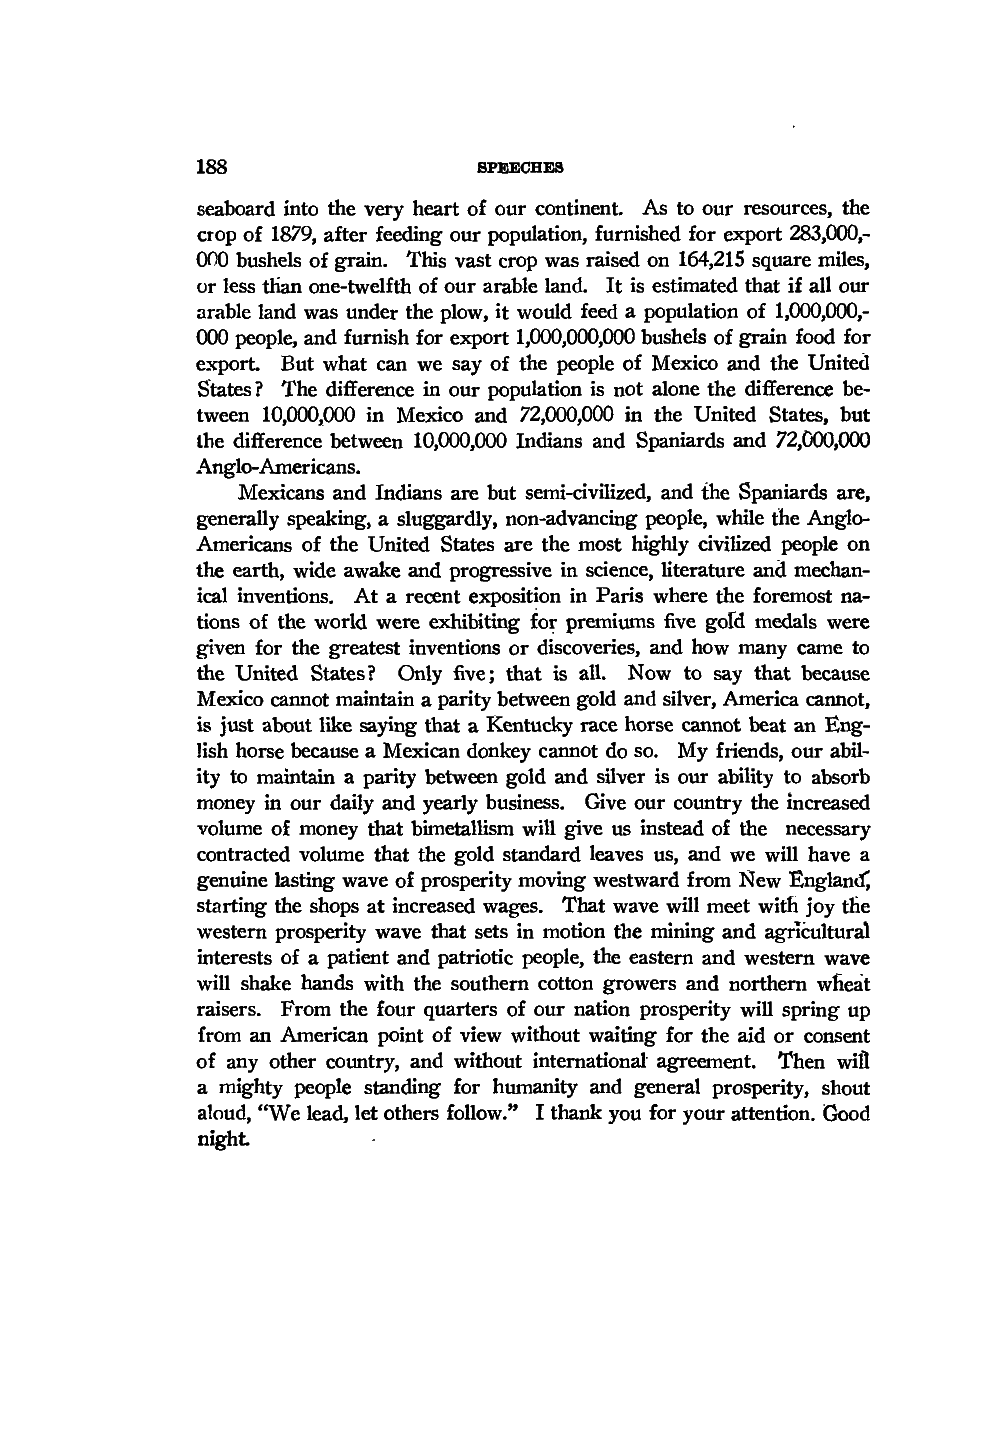 188 SPEECHES
seaboard into the very heart of our continent. As to our resources, the
crop of 1879, after feeding our population, furnished for export 283,000,-
000 bushels of grain. This vast crop was raised on 164,215 square miles,
or less than one-twelfth of our arable land. It is estimated that if all our
arable land was under the plow, it would feed a population of 1,000,000,-
000 people, and furnish for export 1,000,000,000 bushels of grain food for
export. But what can we say of the people of Mexico and the United
States? The difference in our population is not alone the difference be-
tween 10,000,000 in Mexico and 72,000,000 in the United States, but
the difference between 10,000,000 Indians and Spaniards and 72,000,000
Anglo-Americans.
Mexicans and Indians are but semi-civilized, and the Spaniards are,
generally speaking, a sluggardly, non-advancing people, while the Anglo-
Americans of the United States are the most highly civilized people on
the earth, wide awake and progressive in science, literature and mechan-
ical inventions. At a recent exposition in Paris where the foremost na-
tions of the world were exhibiting for premiums five gold medals were
given for the greatest inventions or discoveries, and how many came to
the United States? Only five; that is all. Now to say that because
Mexico cannot maintain a parity between gold and silver, America cannot,
is just about like saying that a Kentucky race horse cannot beat an Eng-
lish horse because a Mexican donkey cannot do so. My friends, our abil-
ity to maintain a parity between gold and silver is our ability to absorb
money in our daily and yearly business. Give our country the increased
volume of money that bimetallism will give us instead of the necessary
contracted volume that the gold standard leaves us, and we will have a
genuine lasting wave of prosperity moving westward from New England,
starting the shops at increased wages. That wave will meet with joy the
western prosperity wave that sets in motion the mining and agricultural
interests of a patient and patriotic people, the eastern and western wave
will shake hands with the southern cotton growers and northern wheat
raisers. From the four quarters of our nation prosperity will spring up
from an American point of view without waiting for the aid or consent
of any other country, and without international agreement. Then will
a mighty people standing for humanity and general prosperity, shout
aloud, “We lead, let others follow.” I thank you for your attention. Good
night.